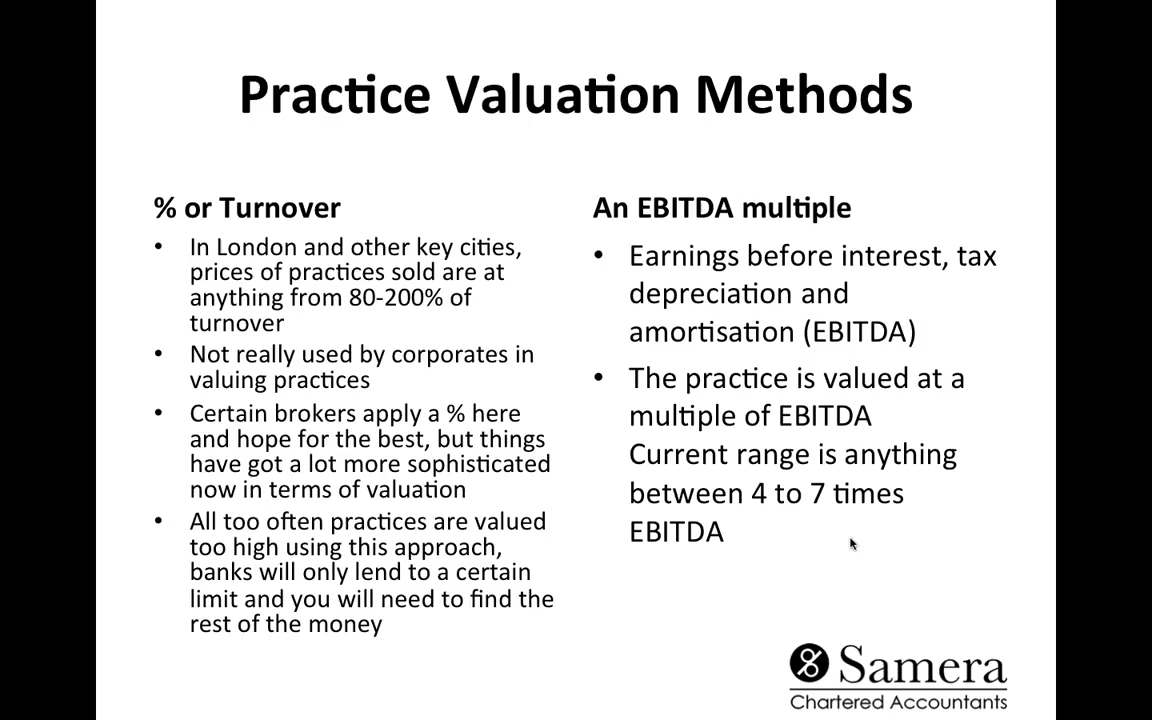 Practice Valuation Methods
% or Turnover
• In London and other key cities,
prices of practices sold are at
anything from 80-200% of
turnover
• Not really used by corporates in
valuing practices
• Certain brokers apply a % here
and hope for the best, but things
have got a lot more sophisticated
now in terms of valuation
• All too often practices are valued
too high using this approach,
banks will only lend to a certain
limit and you will need to find the
rest of the money
An EBITDA multiple
• Earnings before interest, tax
depreciation and
amortisation (EBITDA)
• The practice is valued at a
multiple of EBITDA
Current range is anything
between 4 to 7 times
EBITDA
Samera
Chartered Accountants